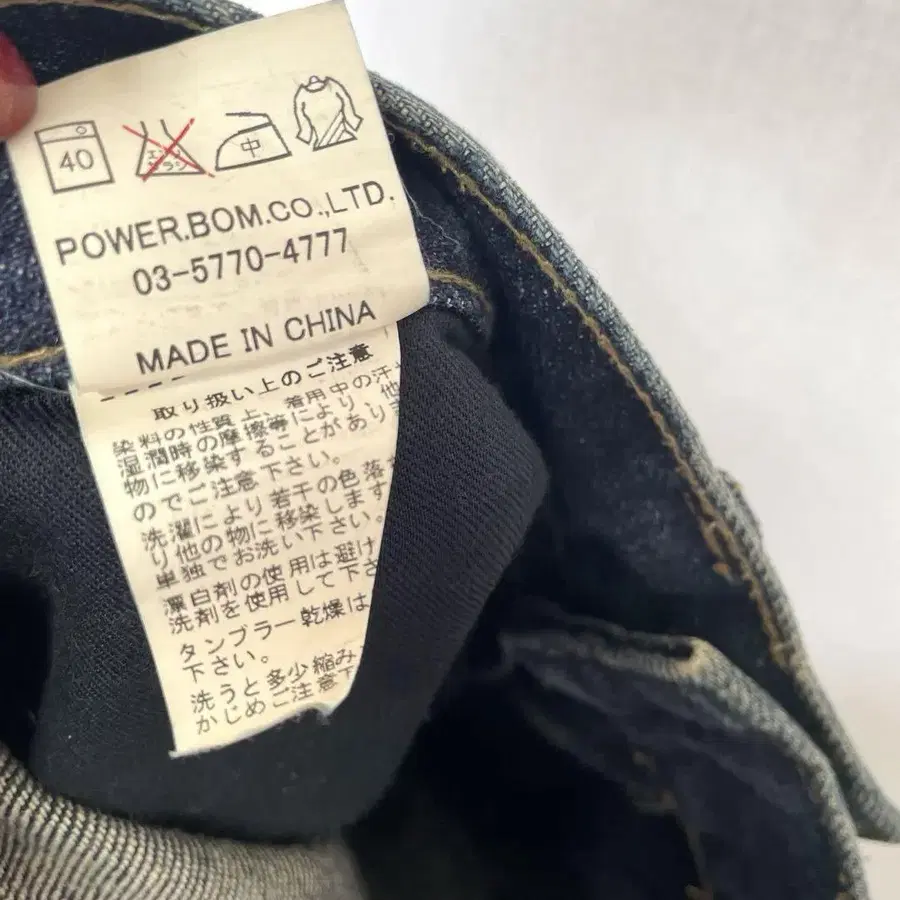 40
エンソ
サラシ
中
POWER.BOM.CO.,LTD.
03-5770-4777
MADE IN CHINA
取り扱い上のご注意
染料の性質上、着用中の汗
湿潤時の摩擦等により、他
物に移染することがありま
のでご注意下さい。
洗濯により若干の色落
り他の物に移染します
単独でお洗い下さい。
漂白剤の使用は避け
洗剤を使用して下さ
タンブラー乾燥は
下さい。
洗うと多少縮み
かじめご注意下